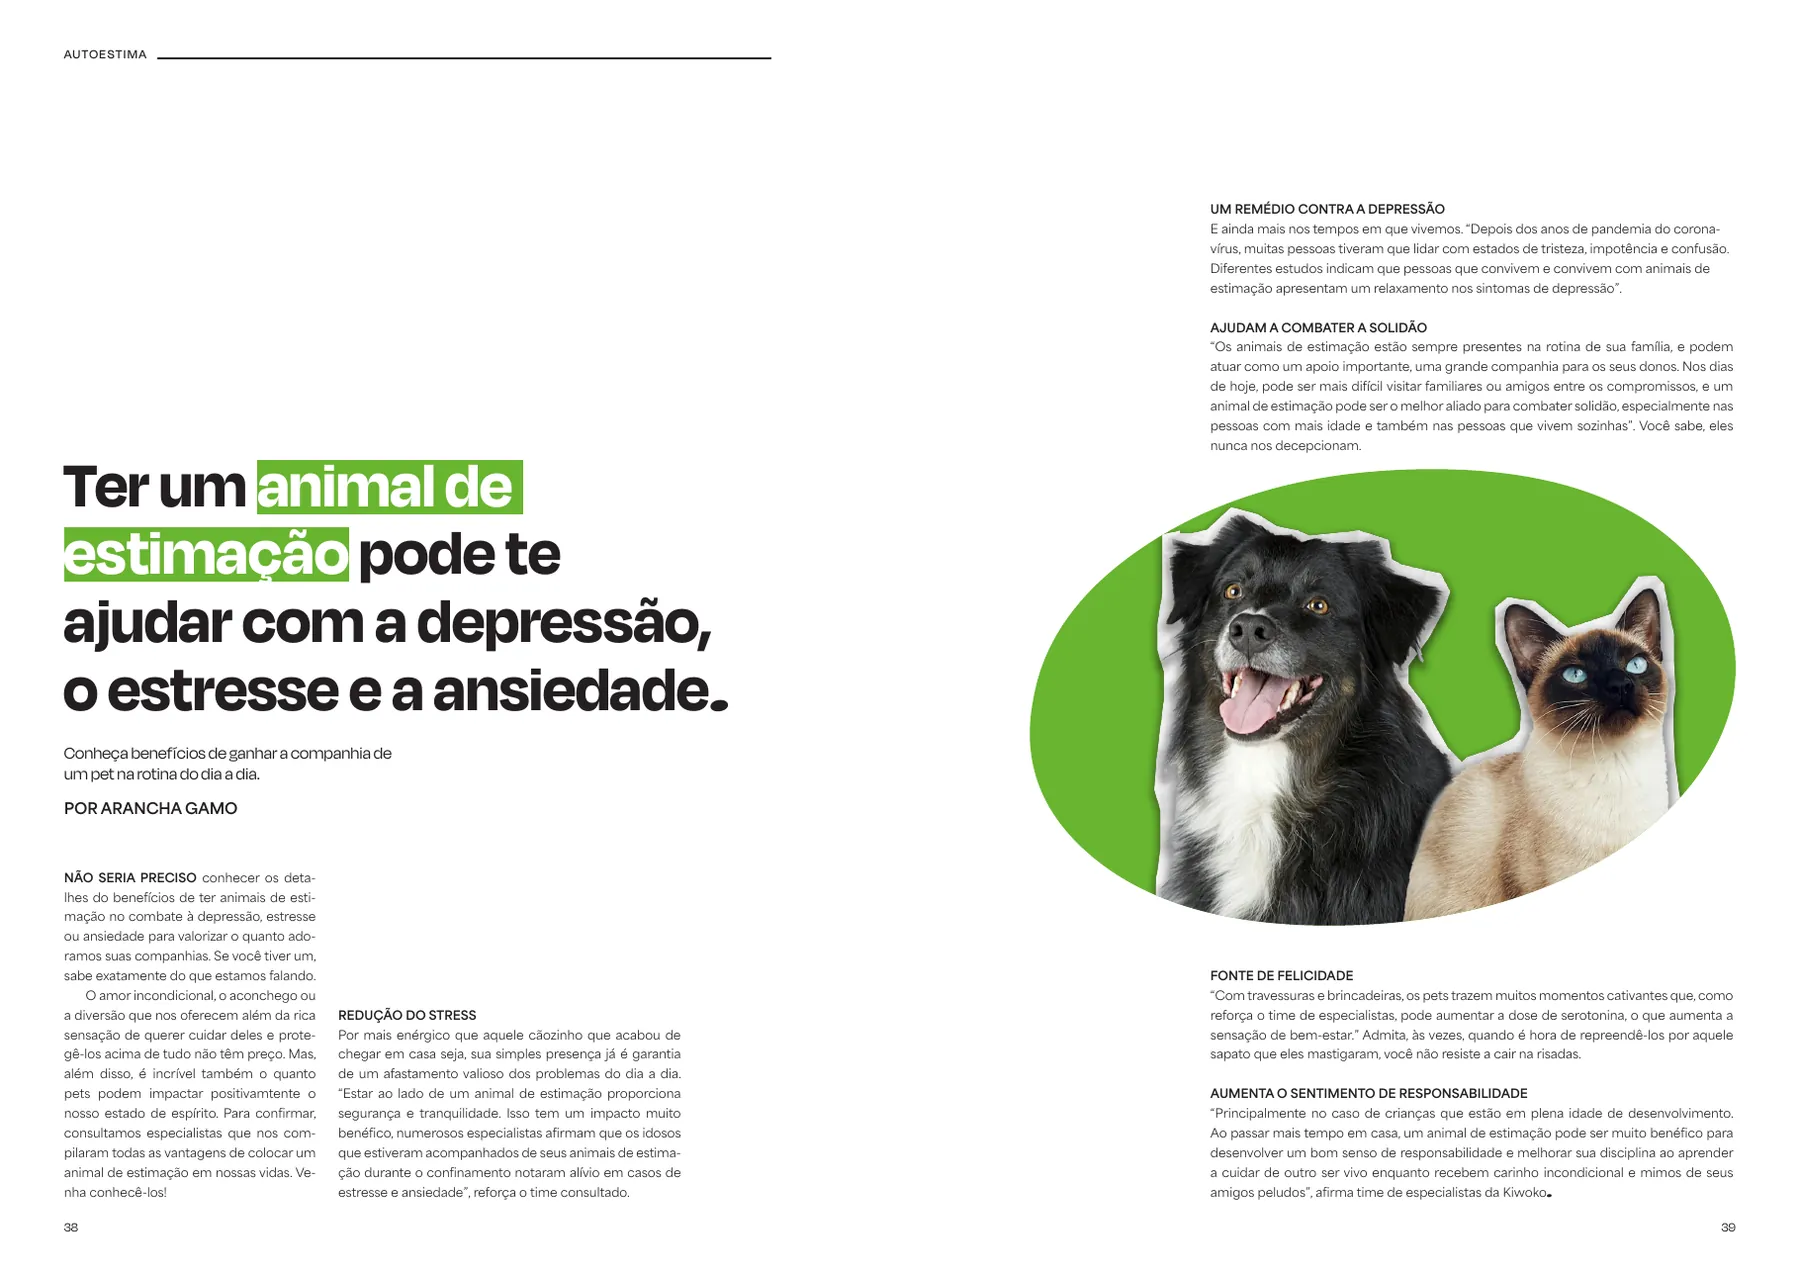 AUTOESTIMA
Ter um animal de
estimação pode te
ajudar com a depressão,
o estresse e a ansiedade.
Conheça benefícios de ganhar a companhia de
um pet na rotina do dia a dia.
POR ARANCHA GAMO
NÃO SERIA PRECISO conhecer os deta-
lhes do benefícios de ter animais de esti-
mação no combate à depressão, estresse
ou ansiedade para valorizar o quanto ado-
ramos suas companhias. Se você tiver um,
sabe exatamente do que estamos falando.
O amor incondicional, o aconchego ou
a diversão que nos oferecem além da rica
sensação de querer cuidar deles e prote-
gê-los acima de tudo não têm preço. Mas,
além disso, é incrível também o quanto
pets podem impactar positivamtente o
nosso estado de espírito. Para confirmar,
consultamos especialistas que nos com-
pilaram todas as vantagens de colocar um
animal de estimação em nossas vidas. Ve-
nha conhecê-los!
REDUÇÃO DO STRESS
Por mais enérgico que aquele cãozinho que acabou de
chegar em casa seja, sua simples presença já é garantia
de um afastamento valioso dos problemas do dia a dia.
“Estar ao lado de um animal de estimação proporciona
segurança e tranquilidade. Isso tem um impacto muito
benéfico, numerosos especialistas afirmam que os idosos
que estiveram acompanhados de seus animais de estima-
ção durante o confinamento notaram alívio em casos de
estresse e ansiedade”, reforça o time consultado.
38
UM REMÉDIO CONTRA A DEPRESSÃO
E ainda mais nos tempos em que vivemos. “Depois dos anos de pandemia do corona-
vírus, muitas pessoas tiveram que lidar com estados de tristeza, impotência e confusão.
Diferentes estudos indicam que pessoas que convivem e convivem com animais de
estimação apresentam um relaxamento nos sintomas de depressão”.
AJUDAM A COMBATER A SOLIDÃO
“Os animais de estimação estão sempre presentes na rotina de sua família, e podem
atuar como um apoio importante, uma grande companhia para os seus donos. Nos dias
de hoje, pode ser mais difícil visitar familiares ou amigos entre os compromissos, e um
animal de estimação pode ser o melhor aliado para combater solidão, especialmente nas
pessoas com mais idade e também nas pessoas que vivem sozinhas”. Você sabe, eles
nunca nos decepcionam.
FONTE DE FELICIDADE
“Com travessuras e brincadeiras, os pets trazem muitos momentos cativantes que, como
reforça o time de especialistas, pode aumentar a dose de serotonina, o que aumenta a
sensação de bem-estar.” Admita, às vezes, quando é hora de repreendê-los por aquele
sapato que eles mastigaram, você não resiste a cair na risadas.
AUMENTA O SENTIMENTO DE RESPONSABILIDADE
“Principalmente no caso de crianças que estão em plena idade de desenvolvimento.
Ao passar mais tempo em casa, um animal de estimação pode ser muito benéfico para
desenvolver um bom senso de responsabilidade e melhorar sua disciplina ao aprender
a cuidar de outro ser vivo enquanto recebem carinho incondicional e mimos de seus
amigos peludos”, afirma time de especialistas da Kiwoko.
39